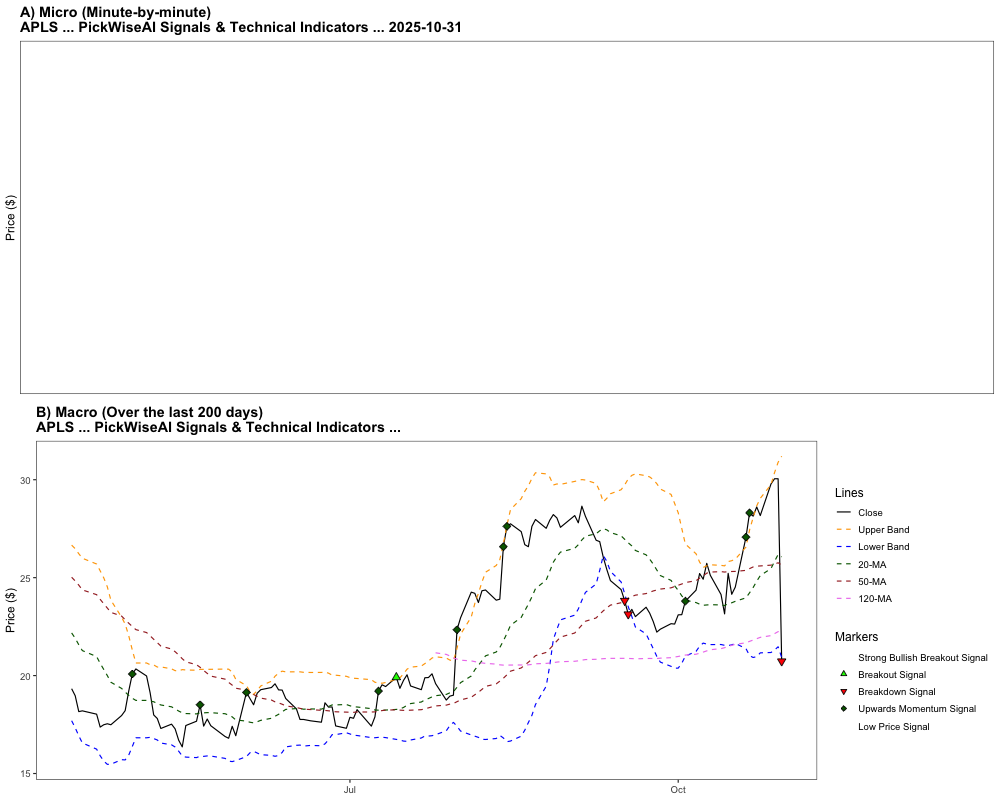 A) Micro (Minute-by-minute)
APLS ... PickWiseAI Signals & Technical Indicators ... 2025-10-31
Price ($)
B) Macro (Over the last 200 days)
APLS ... PickWiseAI Signals & Technical Indicators ...
Price ($)
30
25
20
15
Jul
Oct
Lines
Close
Upper Band
Lower Band
20-MA
50-MA
120-MA
Markers
Strong Bullish Breakout Signal
Breakout Signal
Breakdown Signal
Upwards Momentum Signal
Low Price Signal